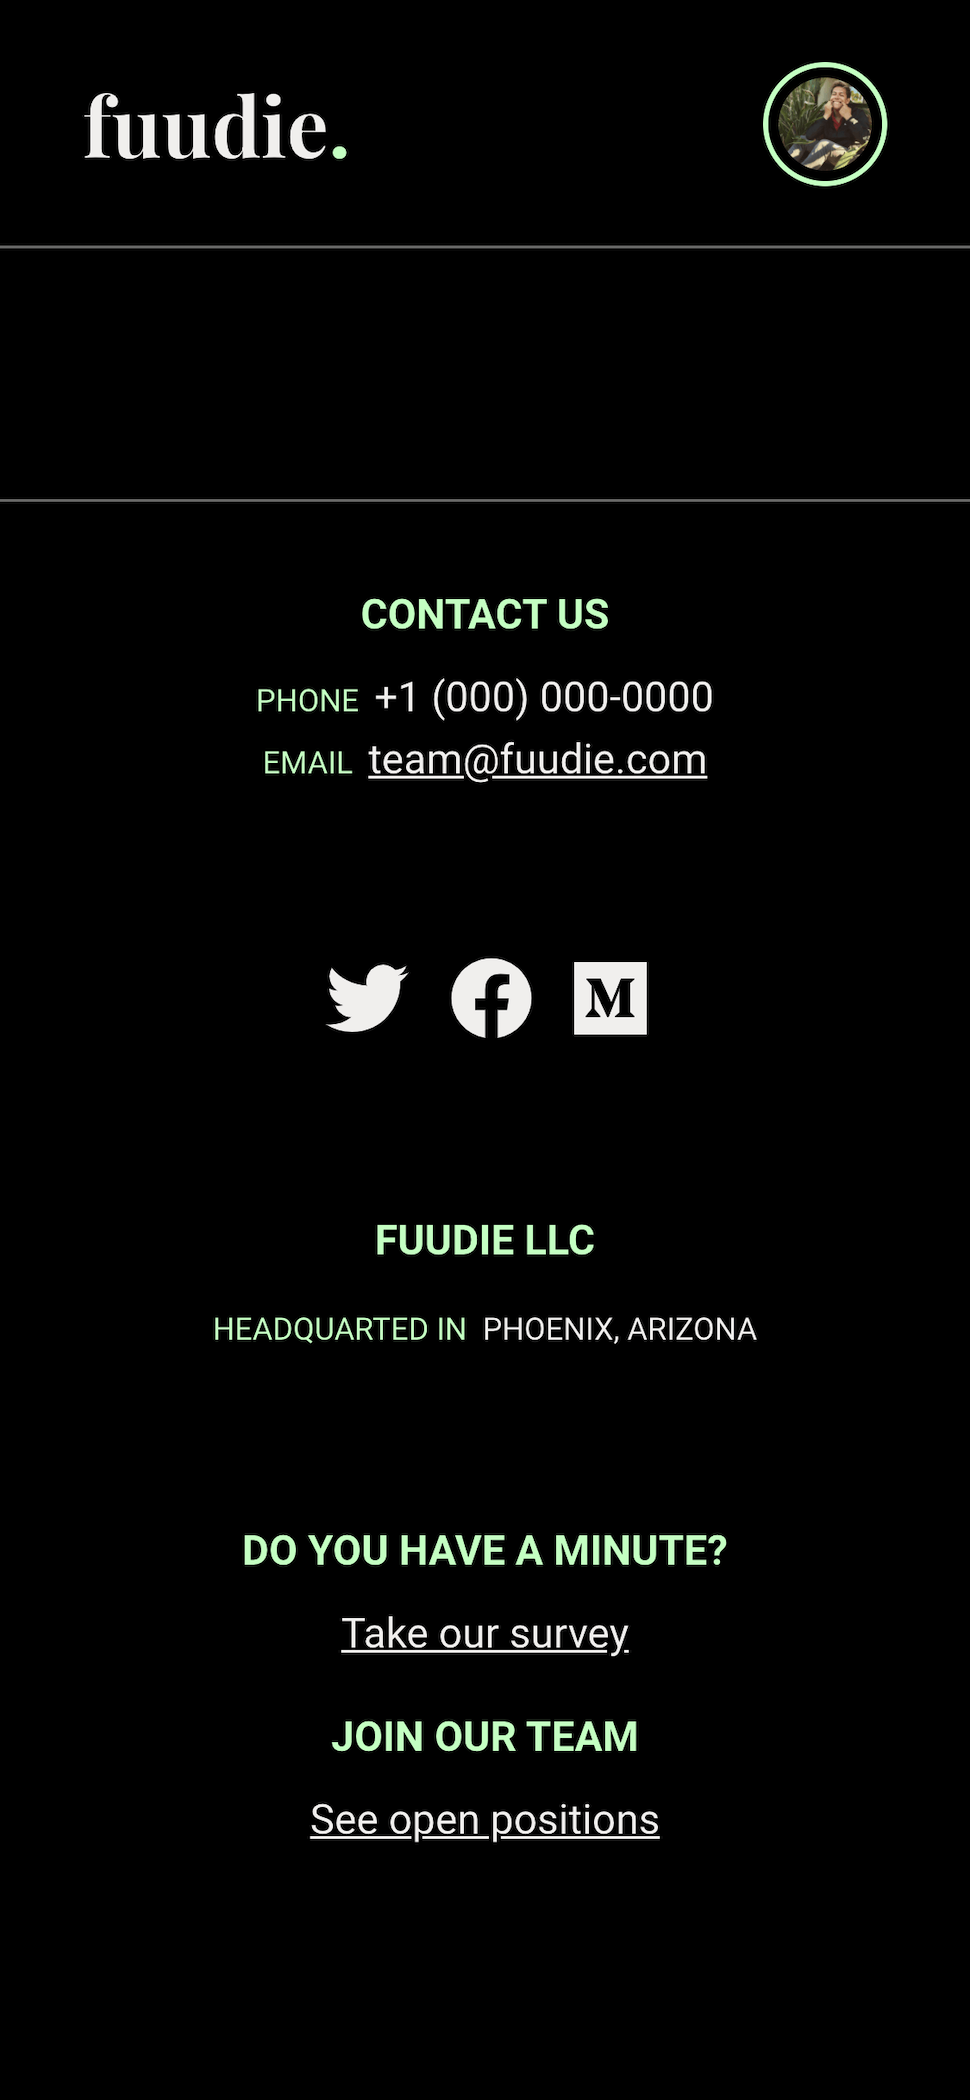 fuudie.
CONTACT US
PHONE +1 (000) 000-0000
EMAIL team@fuudie.com
M
FUUDIE LLC
HEADQUARTED IN PHOENIX, ARIZONA
DO YOU HAVE A MINUTE?
Take our survey
JOIN OUR TEAM
See open positions